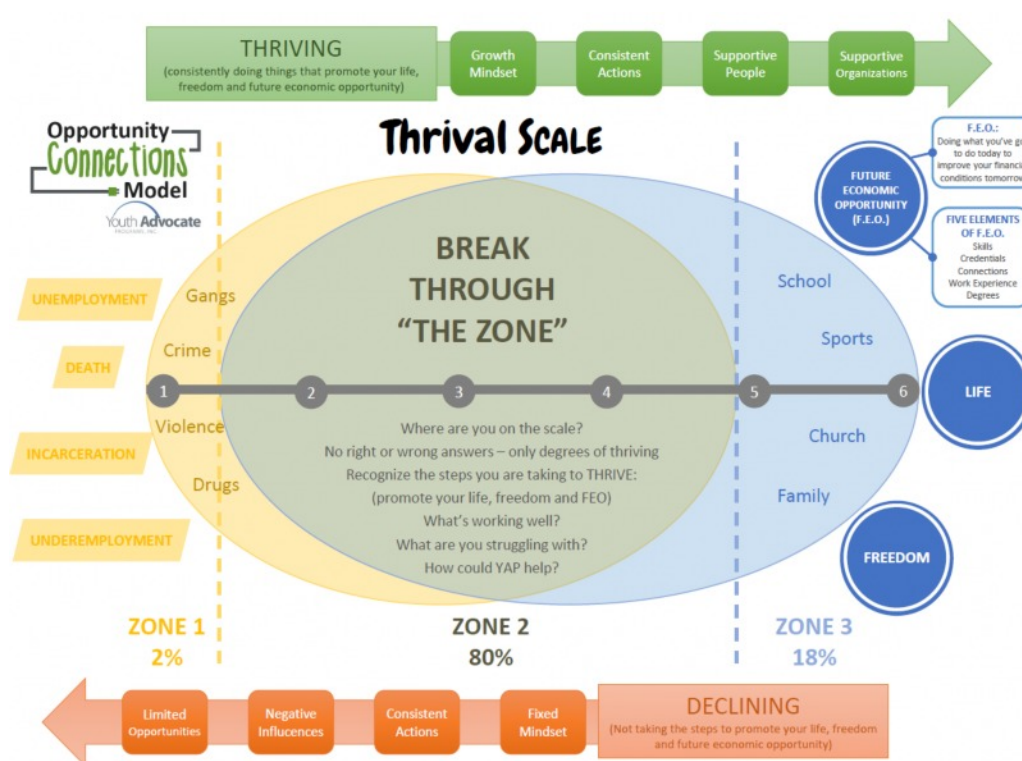 THRIVING
(consistently doing things that promote your life,
freedom and future economic opportunity)
Growth
Mindset
Consistent
Actions
Supportive
People
Supportive
Organizations
Opportunity
Connections
Model
Youth Advocate
PROGRAMS, INC.
Thrival SCALE
FUTURE
ECONOMIC
OPPORTUNITY
(F.E.O.)
F.E.O.:
Doing what you've go
to do today to
improve your financia
conditions tomorrow
FIVE ELEMENTS
OF F.E.O.
Skills
Credentials
Connections
Work Experience
Degrees
BREAK
THROUGH
“THE ZONE”
UNEMPLOYMENT
DEATH
INCARCERATION
UNDEREMPLOYMENT
Gangs
Crime
Violence
Drugs
1
2
3
4
5
6
Where are you on the scale?
No right or wrong answers – only degrees of thriving
Recognize the steps you are taking to THRIVE:
(promote your life, freedom and FEO)
What's working well?
What are you struggling with?
How could YAP help?
School
Sports
Church
Family
LIFE
FREEDOM
ZONE 1
2%
ZONE 2
80%
ZONE 3
18%
Limited
Opportunities
Negative
Influcences
Consistent
Actions
Fixed
Mindset
DECLINING
(Not taking the steps to promote your life, freedom
and future economic opportunity)